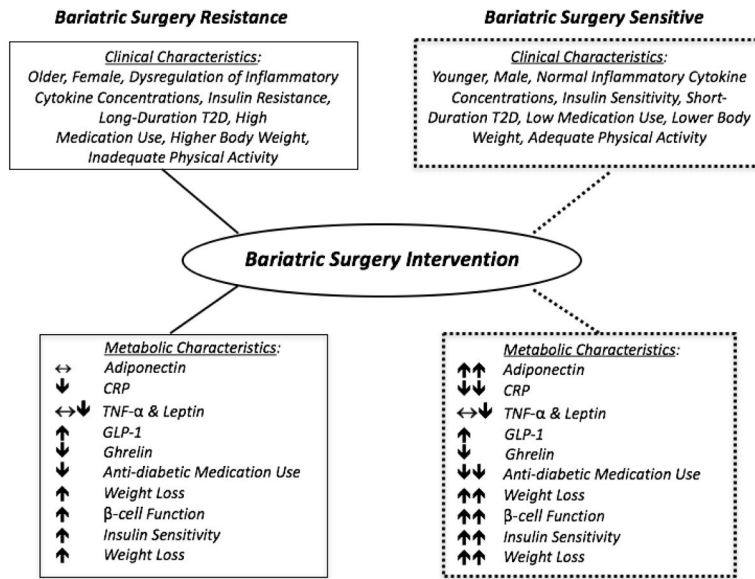 Bariatric Surgery Resistance
Clinical Characteristics:
Older, Female, Dysregulation of Inflammatory
Cytokine Concentrations, Insulin Resistance,
Long-Duration T2D, High
Medication Use, Higher Body Weight,
Inadequate Physical Activity
Bariatric Surgery Sensitive
Clinical Characteristics:
Younger, Male, Normal Inflammatory Cytokine
Concentrations, Insulin Sensitivity, Short-
Duration T2D, Low Medication Use, Lower Body
Weight, Adequate Physical Activity
Bariatric Surgery Intervention
Metabolic Characteristics:
↔ Adiponectin
↓ CRP
↔↓ TNF-α & Leptin
↑ GLP-1
↓ Ghrelin
↓ Anti-diabetic Medication Use
↑ Weight Loss
↑ β-cell Function
↑ Insulin Sensitivity
↑ Weight Loss
Metabolic Characteristics:
↑↑ Adiponectin
↓↓ CRP
↔↓ TNF-α & Leptin
↑ GLP-1
↓ Ghrelin
↓↓ Anti-diabetic Medication Use
↑↑ Weight Loss
↑↑ β-cell Function
↑↑ Insulin Sensitivity
↑↑ Weight Loss